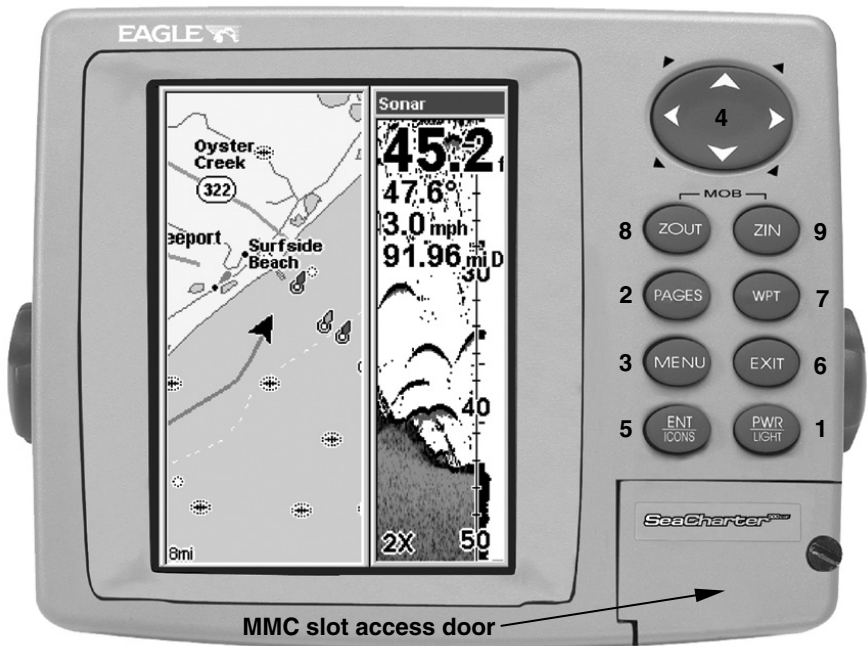 EAGLE
Oyster
Creek
322
eeport
Surfside
Beach
8mi
Sonar
45.2 f
47.6°
3.0 mph
91.96 mi D
30
40
50
2X
4
MOB
8 ZOUT ZIN 9
2 PAGES WPT 7
3 MENU EXIT 6
5 ENT PWR 1
ICONS LIGHT
SeaCharter
MMC slot access door